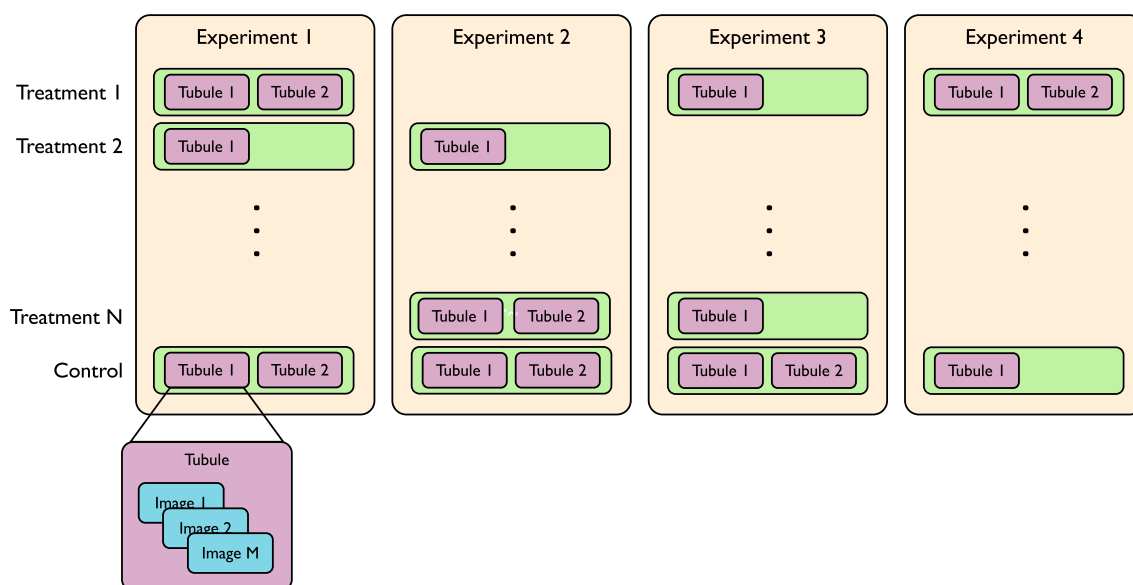 Experiment 1 Experiment 2 Experiment 3 Experiment 4
Treatment 1 Tubule 1 Tubule 2 Tubule 1 Tubule 1 Tubule 2
Treatment 2 Tubule 1 Tubule 1
Treatment N Tubule 1 Tubule 2 Tubule 1
Control Tubule 1 Tubule 2 Tubule 1 Tubule 2 Tubule 1 Tubule 2 Tubule 1
Tubule
Image 1
Image 2
Image M